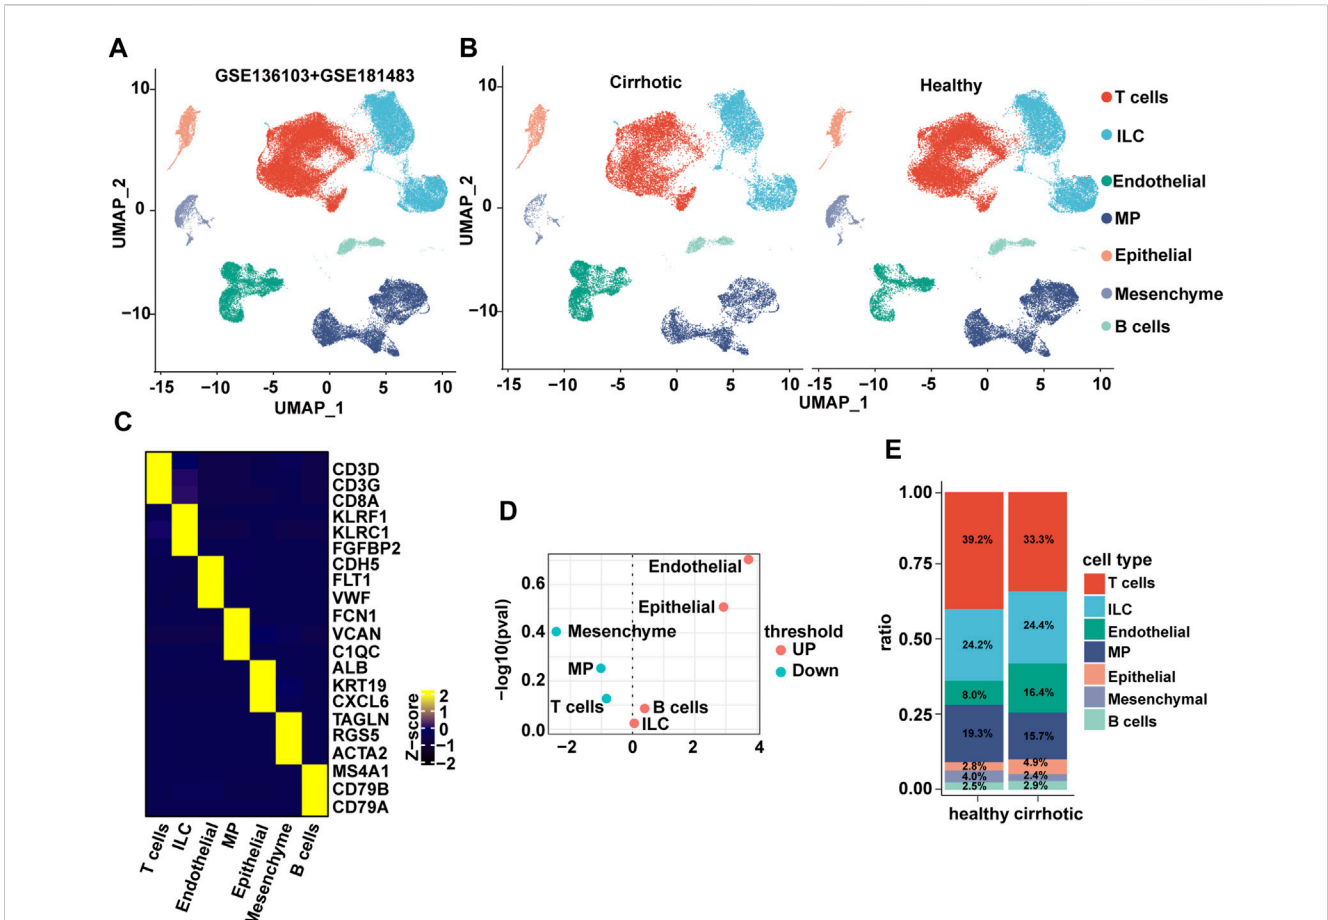 A
GSE136103+GSE181483
10
0
−10
UMAP_2
-15
−10
-5
0
5
10
UMAP_1
B
Cirrhotic
Healthy
10
0
−10
UMAP_2
-15
−10
-5
0
5
10
-15
−10
-5
0
5
10
UMAP_1
T cells
ILC
Endothelial
MP
Epithelial
Mesenchyme
B cells
C
CD3D
CD3G
CD8A
KLRF1
KLRC1
FGFBP2
CDH5
FLT1
VWF
FCN1
VCAN
C1QC
ALB
KRT19
CXCL6
TAGLN
RGS5
ACTA2
MS4A1
CD79B
CD79A
T cells
ILC
Endothelial
MP
Epithelial
Mesenchyme
B cells
Z−score
2
1
0
−1
−2
D
−log10(pval)
0.6
0.4
0.2
0.0
−2
0
2
4
Endothelial
Epithelial
Mesenchyme
MP
T cells
B cells
ILC
threshold
UP
Down
E
ratio
1.00
0.75
0.50
0.25
0.00
39.2%
24.2%
8.0%
19.3%
2.8%
4.0%
2.5%
33.3%
24.4%
16.4%
15.7%
4.9%
2.4%
2.9%
healthy cirrhotic
cell type
T cells
ILC
Endothelial
MP
Epithelial
Mesenchymal
B cells